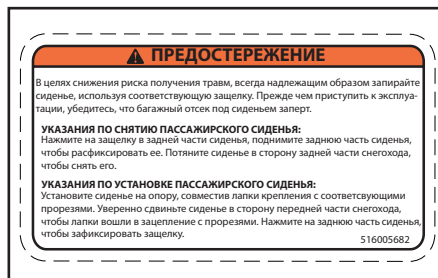 ПРЕДОСТЕРЕЖЕНИЕ
В целях снижения риска получения травм, всегда надлежащим образом запирайте
сиденье, используя соответствующую защелку. Прежде чем приступить к эксплуа-
тации, убедитесь, что багажный отсек под сиденьем заперт.
УКАЗАНИЯ ПО СНЯТИЮ ПАССАЖИРСКОГО СИДЕНЬЯ:
Нажмите на защелку в задней части сиденья, поднимите заднюю часть сиденья,
чтобы расфиксировать ее. Потяните сиденье в сторону задней части снегохода,
чтобы снять его.
УКАЗАНИЯ ПО УСТАНОВКЕ ПАССАЖИРСКОГО СИДЕНЬЯ:
Установите сиденье на опору, совместив лапки крепления с соответсвующими
прорезями. Уверенно сдвиньте сиденье в сторону передней части снегохода,
чтобы лапки вошли в зацепление с прорезями. Нажмите на заднюю часть сиденья,
чтобы зафиксировать защелку.
516005682